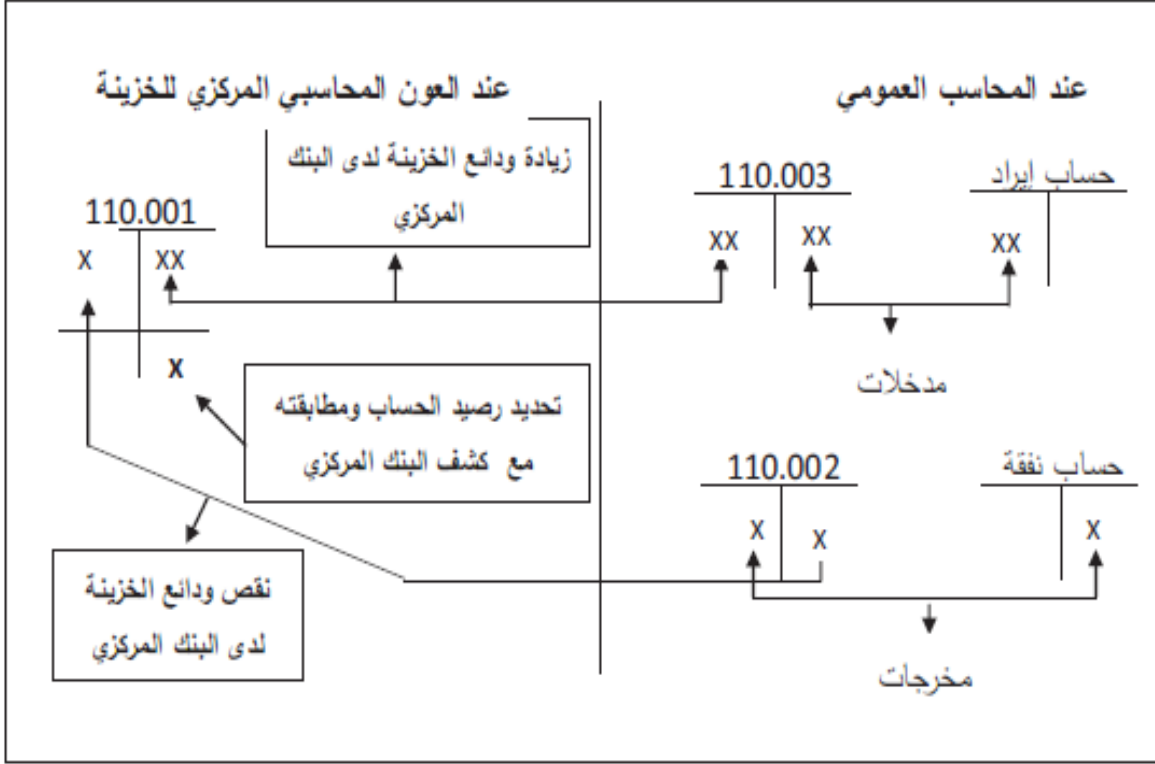 عند المحاسب العمومي
عند العون المحاسبي المركزي للخزينة
حساب إيراد
110.003
زيادة ودائع الخزينة لدى البنك
المركزي
110.001
XX
XX
XX
XX
X
مدخلات
X
تحديد رصيد الحساب ومطابقته
مع كشف البنك المركزي
حساب نفقة
110.002
X
X
X
نقص ودائع الخزينة
لدى البنك المركزي
مخرجات